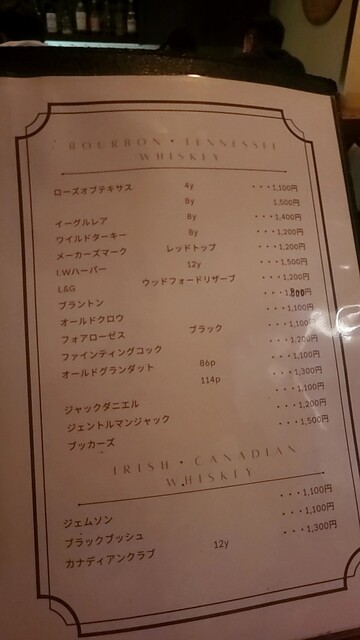 BOURBON・TENNESSEE
WHISKEY
ローズオブテキサス 4y ・・・1,100円
8y 1,500円
イーグルレア 8y ・・・1,400円
ワイルドターキー 8y ・・・1,200円
メーカーズマーク レッドトップ ・・・1,200円
I.Wハーパー 12y ・・・1,500円
L&G ウッドフォードリザーブ ・・・1,200円
ブラントン
オールドクロウ ・・・1,100円
フォアローゼス ブラック ・・・1,100円
ファインティングコック ・・・1,200円
オールドグランダット 86p ・・・1,100円
114p ・・・1,300円
ジャックダニエル ・・・1,100円
ジェントルマンジャック ・・・1,200円
ブッカーズ ・・・1,500円
IRISH・CANADIAN
WHISKEY
ジェムソン ・・・1,100円
ブラックブッシュ ・・・1,100円
カナディアンクラブ 12y ・・・1,300円